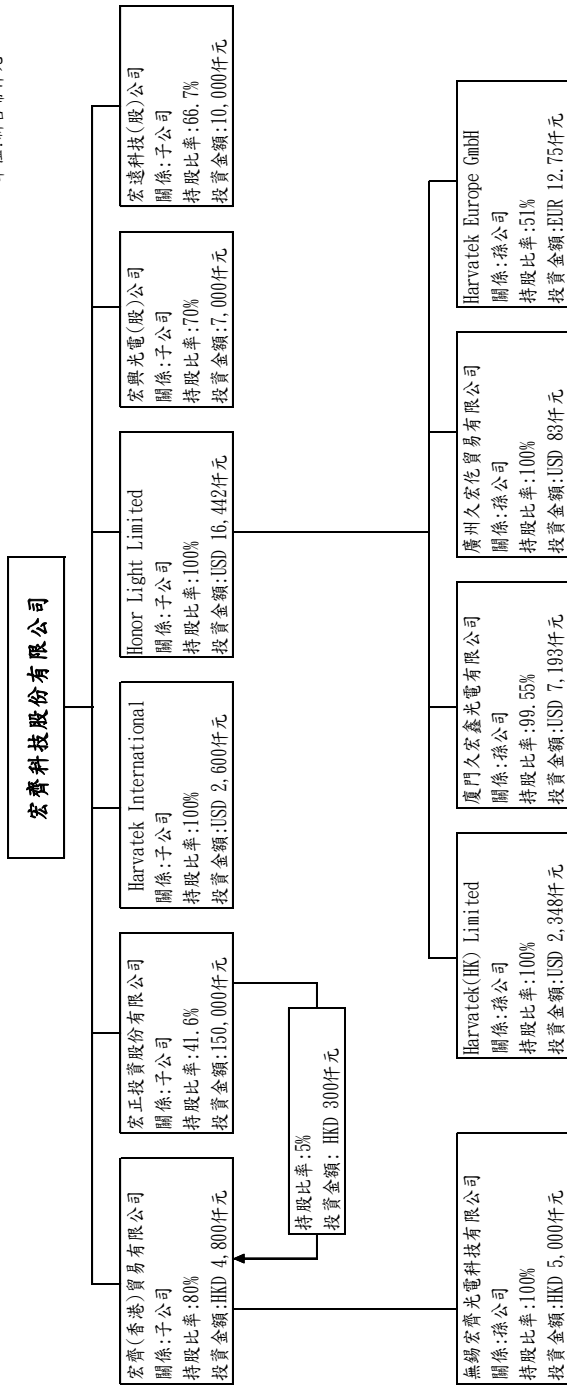 宏齊科技股份有限公司
宏齊(香港)貿易有限公司
關係:子公司
持股比率:80%
投資金額:HKD 4,800仟元
宏正投資股份有限公司
關係:子公司
持股比率:41.6%
投資金額:150,000仟元
Harvatek International
關係:子公司
持股比率:100%
投資金額:USD 2,600仟元
Honor Light Limited
關係:子公司
持股比率:100%
投資金額:USD 16,442仟元
宏興光電(股)公司
關係:子公司
持股比率:70%
投資金額:7,000仟元
宏遠科技(股)公司
關係:子公司
持股比率:66.7%
投資金額:10,000仟元
持股比率:5%
投資金額: HKD 300仟元
無錫宏齊光電科技有限公司
關係:孫公司
持股比率:100%
投資金額:HKD 5,000仟元
Harvatek(HK) Limited
關係:孫公司
持股比率:100%
投資金額:USD 2,348仟元
廈門久宏鑫光電有限公司
關係:孫公司
持股比率:99.55%
投資金額:USD 7,193仟元
廣州久宏佗貿易有限公司
關係:孫公司
持股比率:100%
投資金額:USD 83仟元
Harvatek Europe GmbH
關係:孫公司
持股比率:51%
投資金額:EUR 12.75仟元